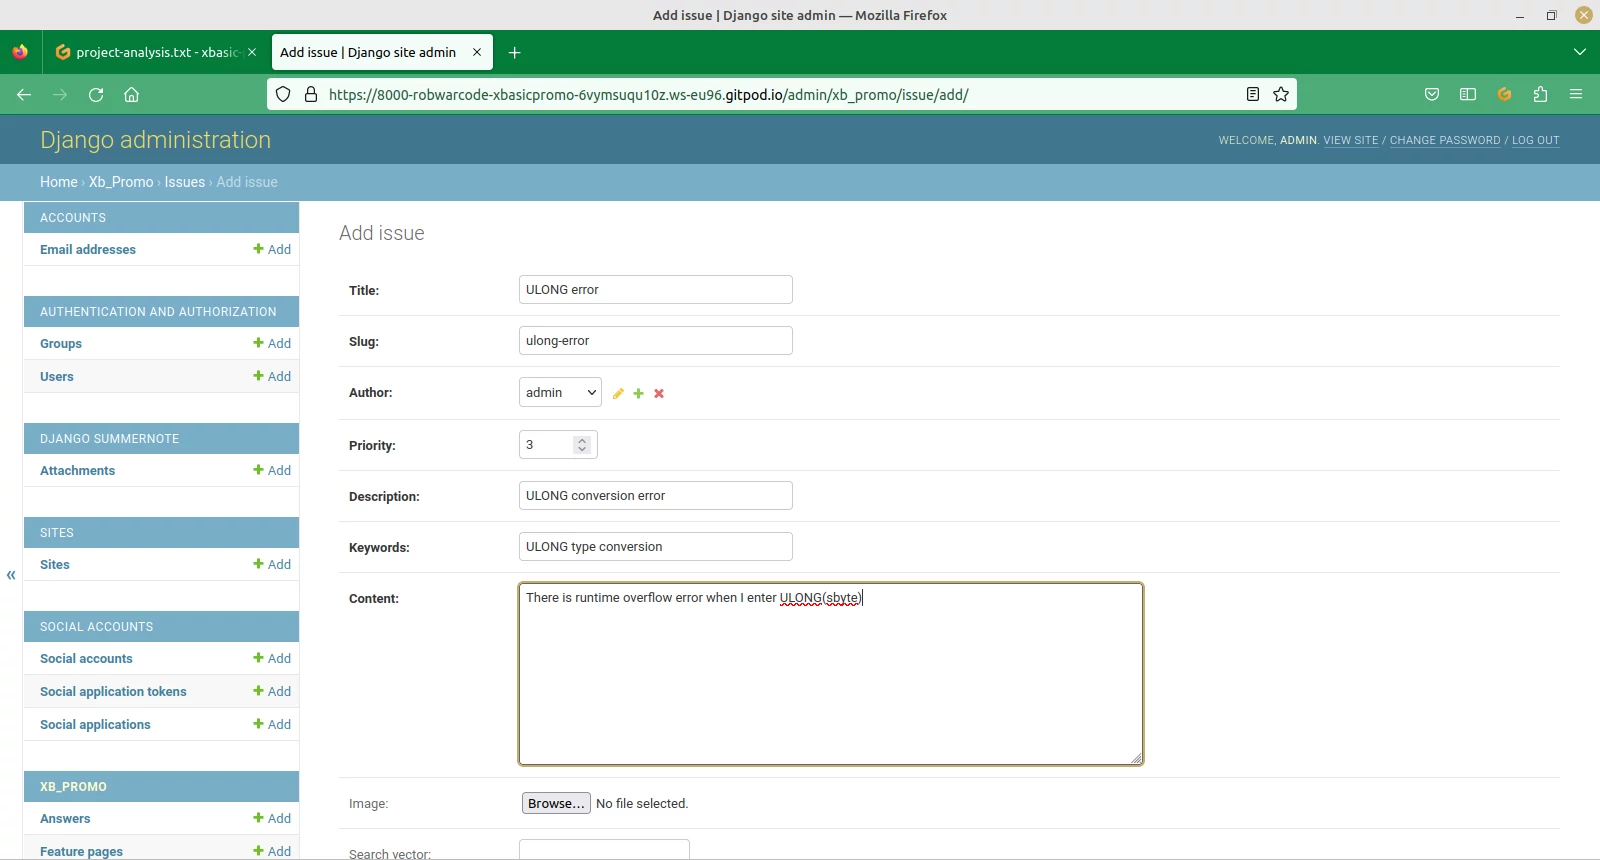 Add issue | Django site admin — Mozilla Firefox
project-analysis.txt - xbasic-
Add issue | Django site admin
https://8000-robwarcode-xbasicpromo-6vymsuqu10z.ws-eu96.gitpod.io/admin/xb_promo/issue/add/
Django administration
WELCOME, ADMIN. VIEW SITE / CHANGE PASSWORD / LOG OUT
Home › Xb_Promo › Issues › Add issue
ACCOUNTS
Email addresses + Add
AUTHENTICATION AND AUTHORIZATION
Groups + Add
Users + Add
DJANGO SUMMERNOTE
Attachments + Add
SITES
Sites + Add
«
SOCIAL ACCOUNTS
Social accounts + Add
Social application tokens + Add
Social applications + Add
XB_PROMO
Answers + Add
Feature pages + Add
Add issue
Title: ULONG error
Slug: ulong-error
Author: admin
Priority: 3
Description: ULONG conversion error
Keywords: ULONG type conversion
Content: There is runtime overflow error when I enter ULONG(sbyte)
Image: Browse... No file selected.
Search vector: